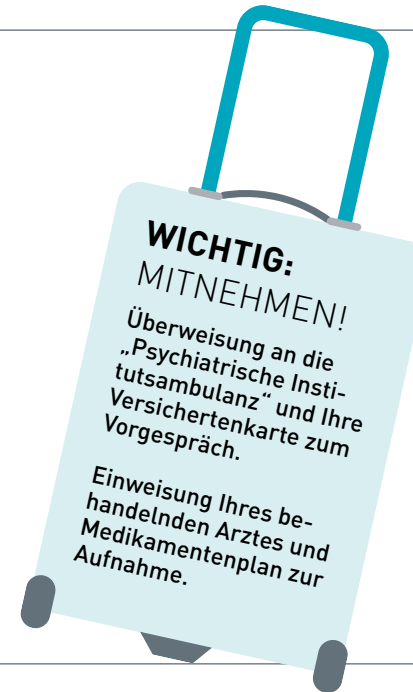 WICHTIG:
MITNEHMEN!
Überweisung an die
„Psychiatrische Insti-
tutsambulanz“ und Ihre
Versichertenkarte zum
Vorgespräch.
Einweisung Ihres be-
handelnden Arztes und
Medikamentenplan zur
Aufnahme.